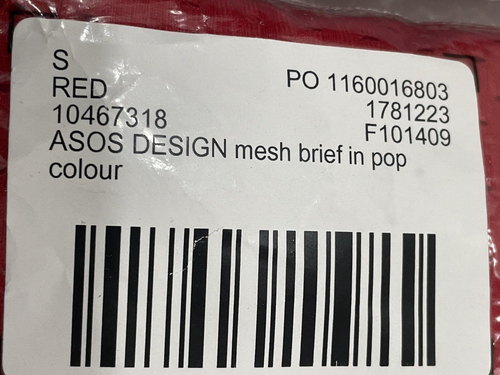 S
RED PO 1160016803
10467318 1781223
F101409
ASOS DESIGN mesh brief in pop
colour